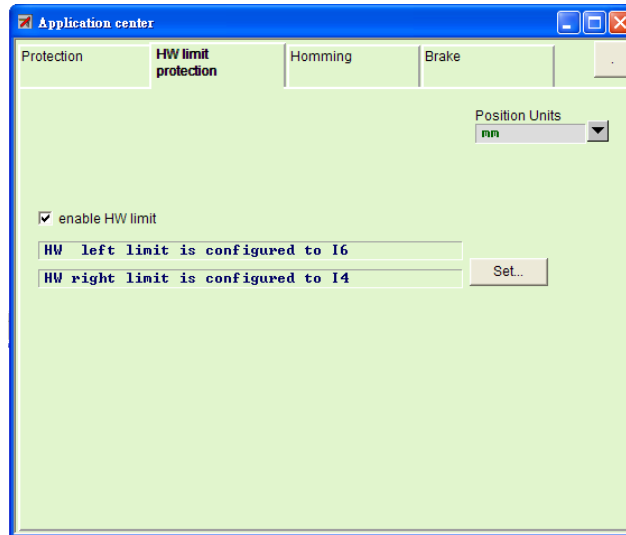 Application center
Protection
HW limit
protection
Homming
Brake
.
Position Units
mm
enable HW limit
HW  left limit is configured to I6
HW right limit is configured to I4
Set...